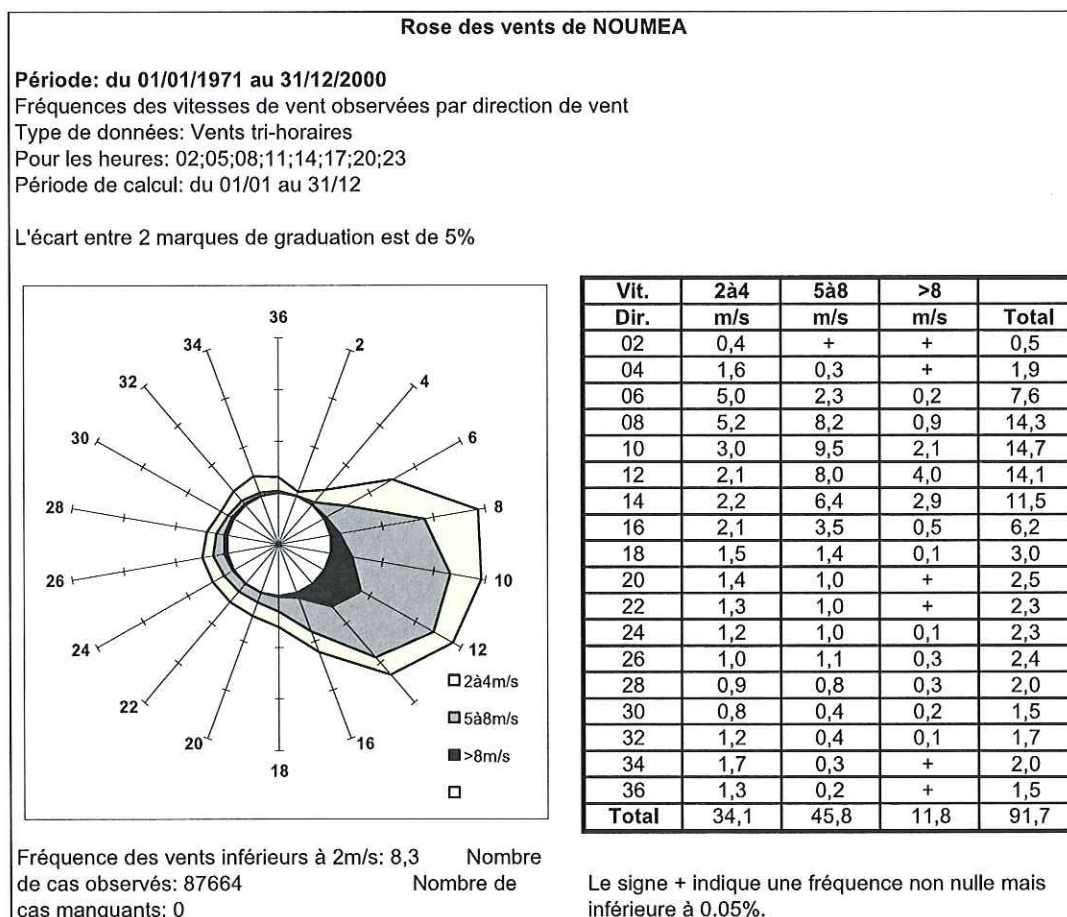 Rose des vents de NOUMEA
Période: du 01/01/1971 au 31/12/2000
Fréquences des vitesses de vent observées par direction de vent
Type de données: Vents tri-horaires
Pour les heures: 02;05;08;11;14;17;20;23
Période de calcul: du 01/01 au 31/12
L'écart entre 2 marques de graduation est de 5%
36
34 2
32 4
30 6
28 8
26 10
24 12
22
20 16
18
2à4m/s
5à8m/s
>8m/s
Vit. 2à4 5à8 >8
Dir. m/s m/s m/s Total
02 0,4 + + 0,5
04 1,6 0,3 + 1,9
06 5,0 2,3 0,2 7,6
08 5,2 8,2 0,9 14,3
10 3,0 9,5 2,1 14,7
12 2,1 8,0 4,0 14,1
14 2,2 6,4 2,9 11,5
16 2,1 3,5 0,5 6,2
18 1,5 1,4 0,1 3,0
20 1,4 1,0 + 2,5
22 1,3 1,0 + 2,3
24 1,2 1,0 0,1 2,3
26 1,0 1,1 0,3 2,4
28 0,9 0,8 0,3 2,0
30 0,8 0,4 0,2 1,5
32 1,2 0,4 0,1 1,7
34 1,7 0,3 + 2,0
36 1,3 0,2 + 1,5
Total 34,1 45,8 11,8 91,7
Fréquence des vents inférieurs à 2m/s: 8,3 Nombre
de cas observés: 87664 Nombre de
cas manquants: 0
Le signe + indique une fréquence non nulle mais
inférieure à 0.05%.